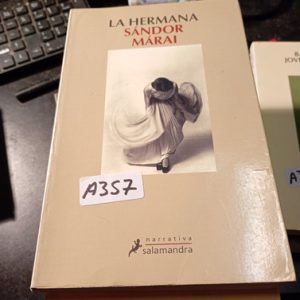 LA HERMANA
SÁNDOR
MÁRAI
A357
narrativa
salamandra